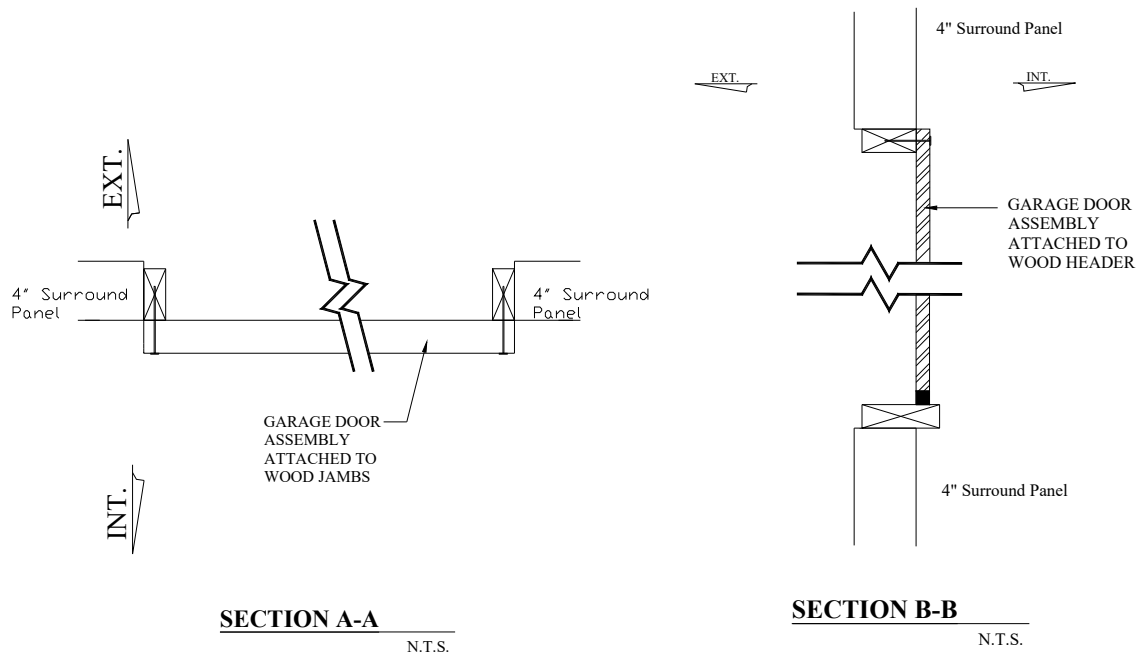 EXT.
4" Surround
Panel
4" Surround
Panel
GARAGE DOOR
ASSEMBLY
ATTACHED TO
WOOD JAMBS
INT.
SECTION A-A
N.T.S.
4" Surround Panel
EXT.
INT.
GARAGE DOOR
ASSEMBLY
ATTACHED TO
WOOD HEADER
4" Surround Panel
SECTION B-B
N.T.S.